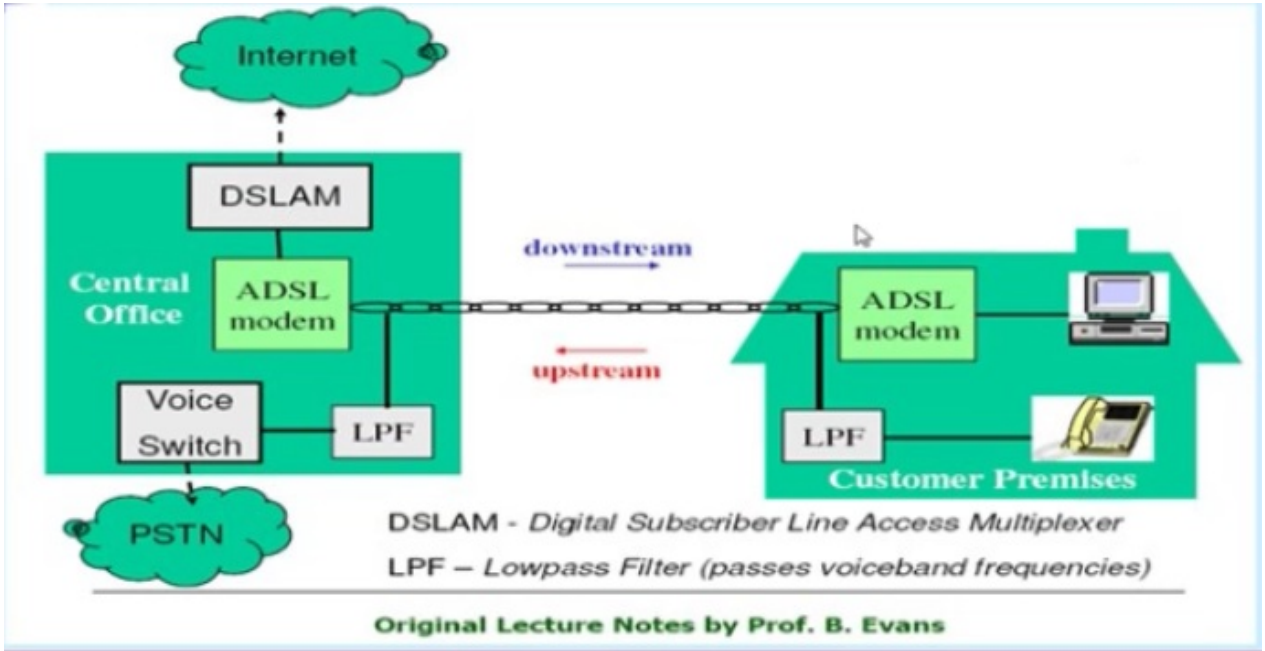 Internet
DSLAM
downstream
Central
Office
ADSL
modem
ADSL
modem
upstream
Voice
Switch
LPF
LPF
Customer Premises
PSTN
DSLAM - Digital Subscriber Line Access Multiplexer
LPF – Lowpass Filter (passes voiceband frequencies)
Original Lecture Notes by Prof. B. Evans